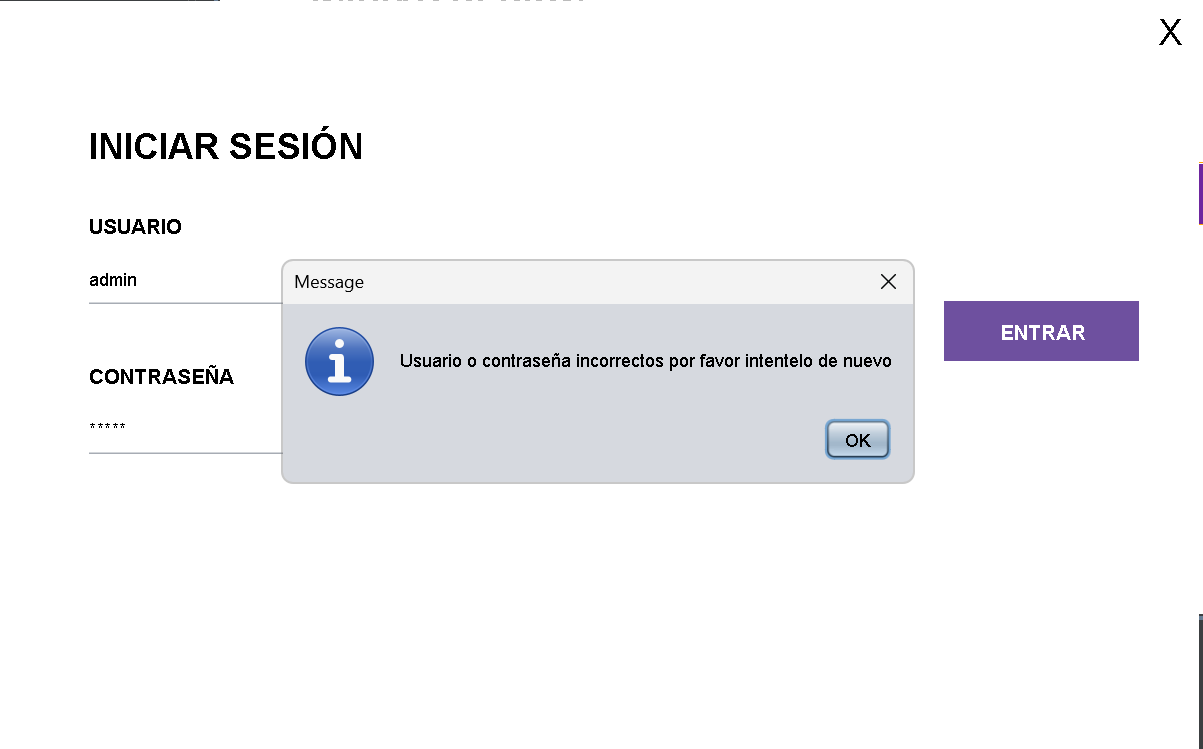 X
INICIAR SESIÓN
USUARIO
admin
Message
Usuario o contraseña incorrectos por favor intentelo de nuevo
ENTRAR
CONTRASEÑA
*****
OK